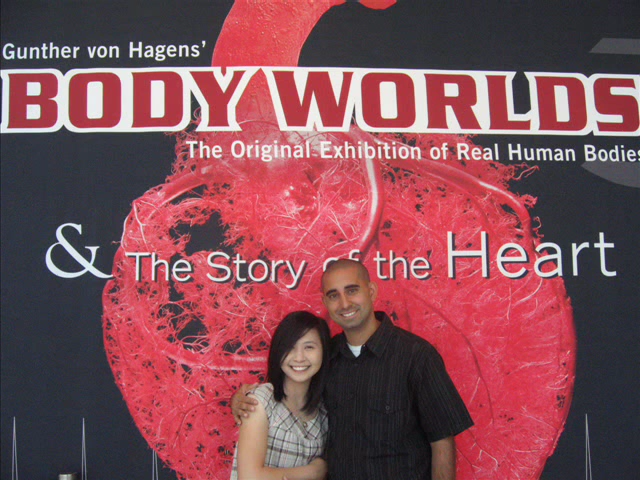 Gunther von Hagens'
BODY WORLDS
The Original Exhibition of Real Human Bodies
& The Story of the Heart